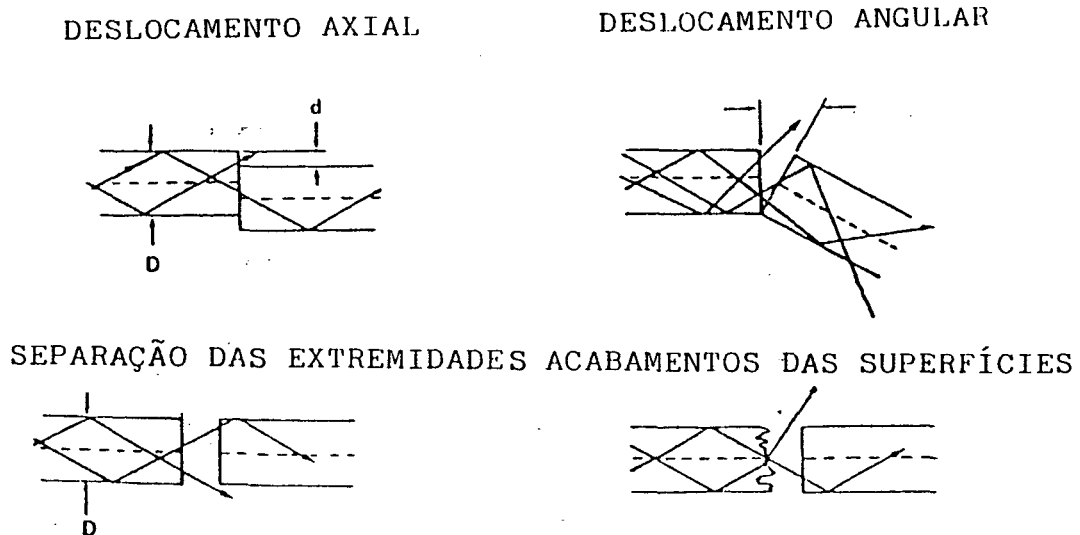 DESLOCAMENTO AXIAL
DESLOCAMENTO ANGULAR
d
D
SEPARAÇÃO DAS EXTREMIDADES
ACABAMENTOS DAS SUPERFÍCIES
D